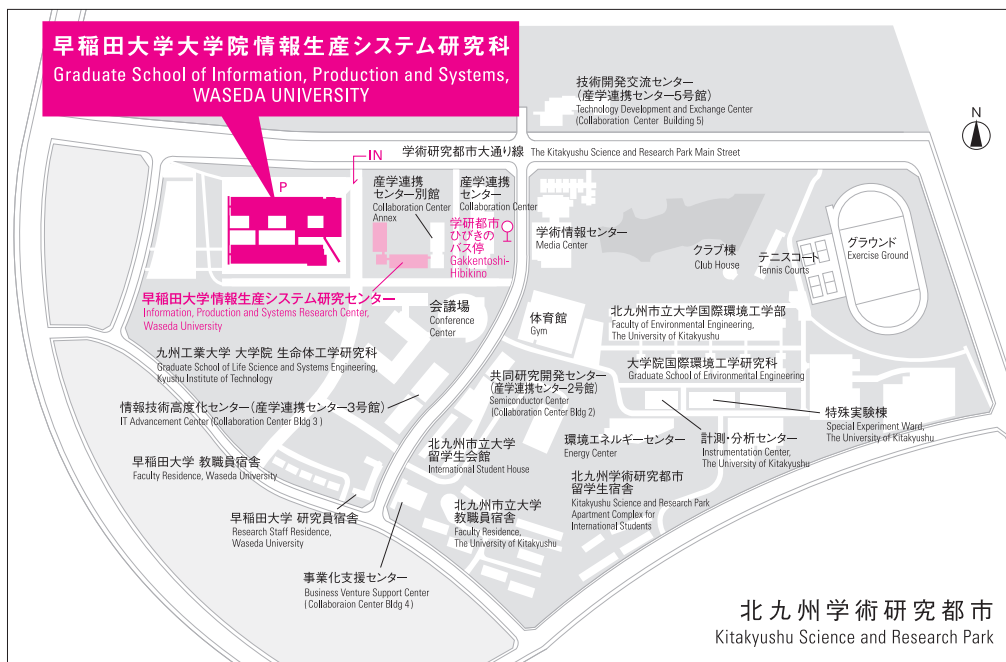 早稲田大学大学院情報生産システム研究科
Graduate School of Information, Production and Systems,
WASEDA UNIVERSITY
技術開発交流センター
(産学連携センター5号館)
Technology Development and Exchange Center
(Collaboration Center Building 5)
N
IN
学術研究都市大通り線 The Kitakyushu Science and Research Park Main Street
P
産学連携
センター別館
Collaboration Center
Annex
産学連携
センター
Collaboration Center
学研都市
ひびきの
バス停
Gakkentoshi-
Hibikino
学術情報センター
Media Center
クラブ棟
Club House
テニスコート
Tennis Courts
グラウンド
Exercise Ground
早稲田大学情報生産システム研究センター
Information, Production and Systems Research Center,
Waseda University
会議場
Conference
Center
体育館
Gym
北九州市立大学国際環境工学部
Faculty of Environmental Engineering,
The University of Kitakyushu
九州工業大学 大学院 生命体工学研究科
Graduate School of Life Science and Systems Engineering,
Kyushu Institute of Technology
共同研究開発センター
(産学連携センター2号館)
Semiconductor Center
(Collaboration Center Bldg 2)
大学院国際環境工学研究科
Graduate School of Environmental Engineering
情報技術高度化センター(産学連携センター3号館)
IT Advancement Center (Collaboration Center Bldg 3 )
特殊実験棟
Special Experiment Ward,
The University of Kitakyushu
環境エネルギーセンター
Energy Center
計測・分析センター
Instrumentation Center,
The University of Kitakyushu
早稲田大学 教職員宿舎
Faculty Residence, Waseda University
北九州市立大学
留学生会館
International Student House
北九州学術研究都市
留学生宿舎
Kitakyushu Science and Research Park
Apartment Complex for
International Students
早稲田大学 研究員宿舎
Research Staff Residence,
Waseda University
北九州市立大学
教職員宿舎
Faculty Residence,
The University of Kitakyushu
事業化支援センター
Business Venture Support Center
( Collaboraion Center Bldg 4 )
北九州学術研究都市
Kitakyushu Science and Research Park